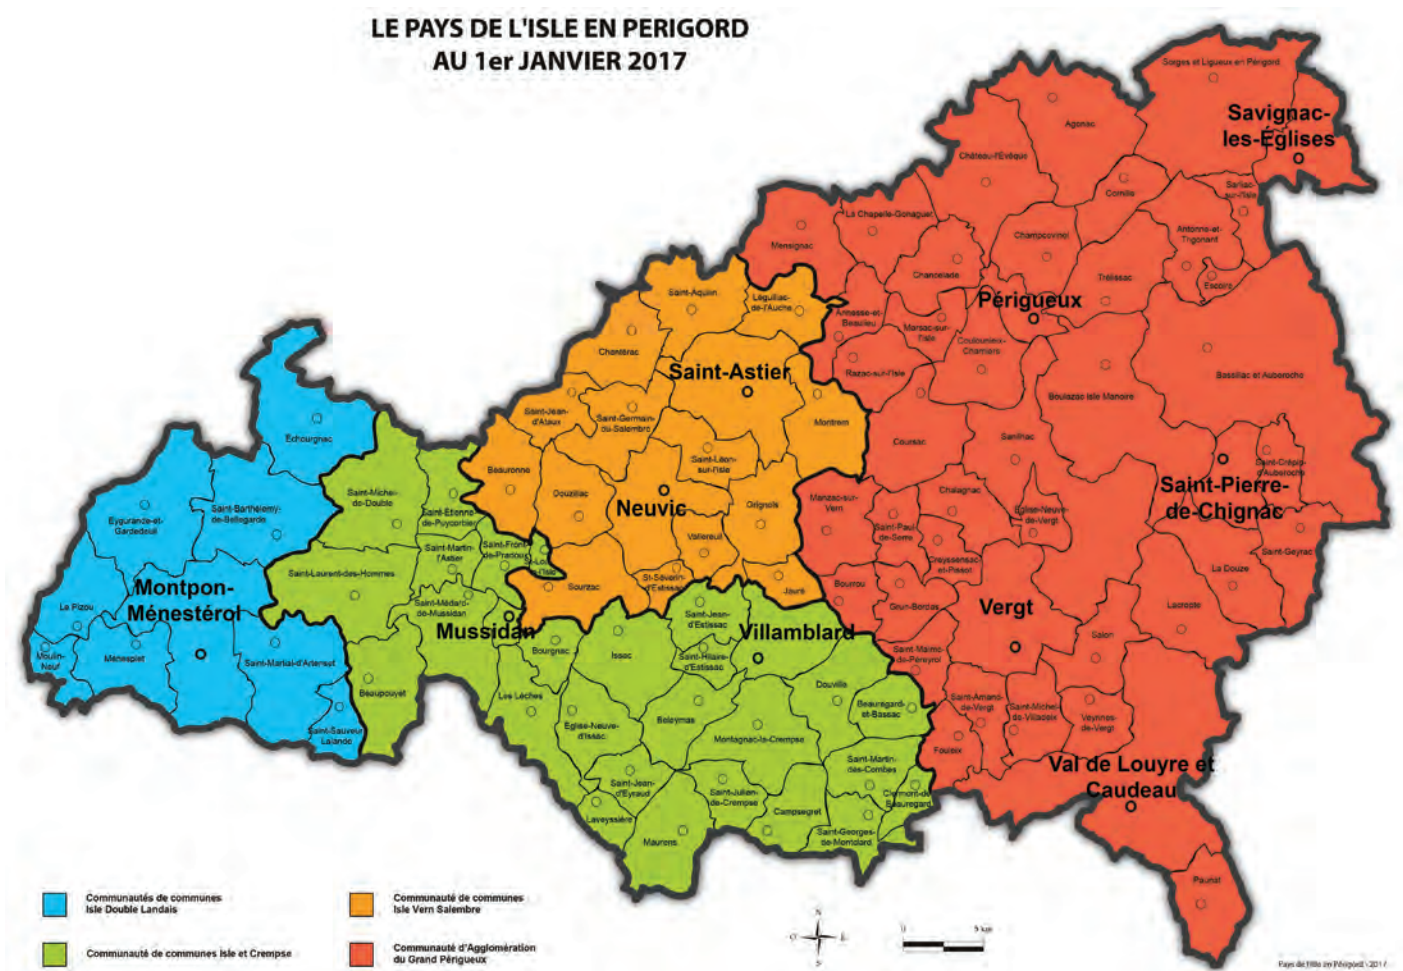 LE PAYS DE L'ISLE EN PERIGORD
AU 1er JANVIER 2017
Sorges et Ligueux en Périgord
Savignac-
les-Églises
Agonac
Château-l'Évêque
Cornille
Sarliac-
sur-l'Isle
La Chapelle-Gonaguet
Mensignac
Champcevinel
Antonne-et-
Trigonant
Chancelade
Trélissac
Escoire
Périgueux
Saint-Aquilin
Léguillac-
de-l'Auche
Annesse-et-
Beaulieu
Marsac-sur-
l'Isle
Coulounieix-
Chamiers
Chantérac
Razac-sur-l'Isle
Saint-Astier
Bassillac et Auberoche
Boulazac Isle Manoire
Saint-Jean-
d'Ataux
Saint-Germain-
du-Salembre
Montrem
Échourgnac
Coursac
Sanilhac
Saint-Léon-
sur-l'Isle
Saint-Crépin-
d'Auberoche
Beauronne
Saint-Pierre-
de-Chignac
Saint-Michel-
de-Double
Douzillac
Neuvic
Grignols
Manzac-sur-
Vern
Chalagnac
Église-Neuve-
de-Vergt
Saint-Barthélemy-
de-Bellegarde
Eygurande-et-
Gardedeuil
Saint-Étienne-
de-Puycorbier
Saint-Paul-
de-Serre
Vallereuil
Saint-Front-
de-Pradoux
Saint-Martin-
l'Astier
St-Louis-
en-l'Isle
Creyssensac-
et-Pissot
Saint-Geyrac
La Douze
Saint-Laurent-des-Hommes
Sourzac
St-Séverin-
d'Estissac
Jaure
Bourrou
Grun-Bordas
Vergt
Lacropte
Montpon-
Ménestérol
Le Pizou
Saint-Médard-
de-Mussidan
Mussidan
Saint-Jean-
d'Estissac
Villamblard
Salon
Moulin-
Neuf
Ménesplet
Saint-Martial-d'Artenset
Bourgnac
Issac
Saint-Hilaire-
d'Estissac
Saint-Maime-
de-Péreyrol
Beaupouyet
Les Lèches
Douville
Saint-Amand-
de-Vergt
Saint-Michel-
de-Villadeix
Veyrines-
de-Vergt
Beauregard-
et-Bassac
Beleymas
Église-Neuve-
d'Issac
Montagnac-la-Crempse
Saint-Sauveur
Lalande
Fouleix
Saint-Martin-
des-Combes
Val de Louyre et
Caudeau
Saint-Jean-
d'Eyraud
Saint-Julien-
de-Crempse
Clermont-de-
Beauregard
Laveyssière
Campsegret
Maurens
Saint-Georges-
de-Montclard
Paunat
Communautés de communes
Isle Double Landais
Communauté de communes
Isle Vern Salembre
Communauté de communes Isle et Crempse
Communauté d'Agglomération
du Grand Périgueux
N
O
E
S
0
5 km
Pays de l'Isle en Périgord - 2017